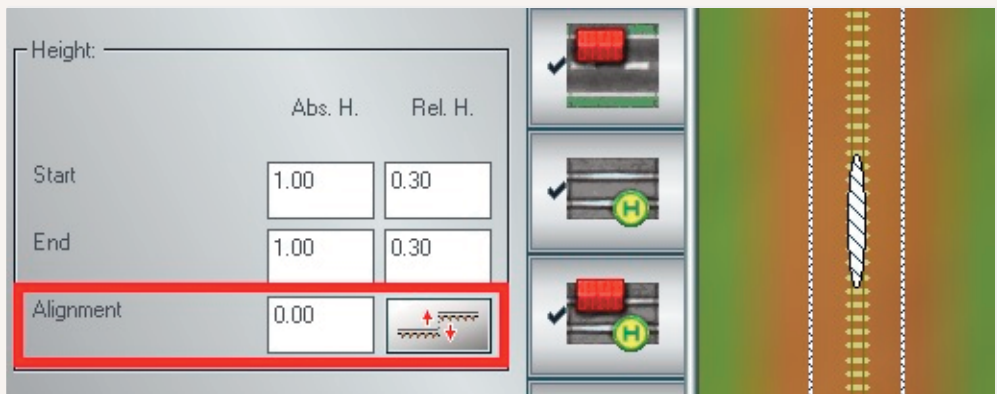 Height:
Abs. H. Rel. H.
Start 1.00 0.30
End 1.00 0.30
Alignment 0.00
H
H